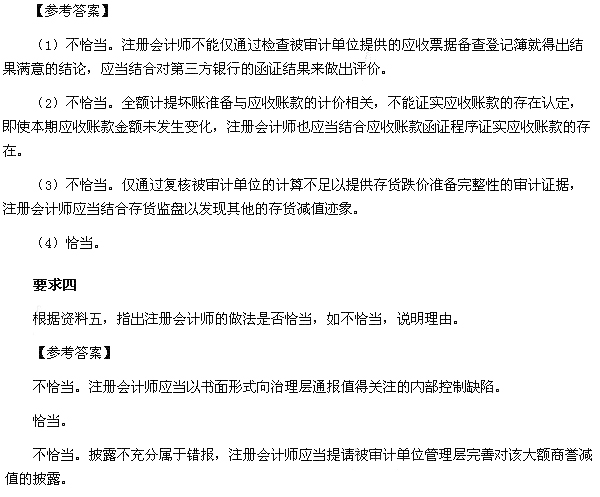 【参考答案】
（1）不恰当。注册会计师不能仅通过检查被审计单位提供的应收票据备查登记簿就得出结
果满意的结论，应当结合对第三方银行的函证结果来做出评价。
（2）不恰当。全额计提坏账准备与应收账款的计价相关，不能证实应收账款的存在认定，
即使本期应收账款金额未发生变化，注册会计师也应当结合应收账款函证程序证实应收账款的存
在。
（3）不恰当。仅通过复核被审计单位的计算不足以提供存货跌价准备完整性的审计证据，
注册会计师应当结合存货监盘以发现其他的存货减值迹象。
（4）恰当。
要求四
根据资料五，指出注册会计师的做法是否恰当，如不恰当，说明理由。
【参考答案】
不恰当。注册会计师应当以书面形式向治理层通报值得关注的内部控制缺陷。
恰当。
不恰当。披露不充分属于错报，注册会计师应当提请被审计单位管理层完善对该大额商誉减
值的披露。